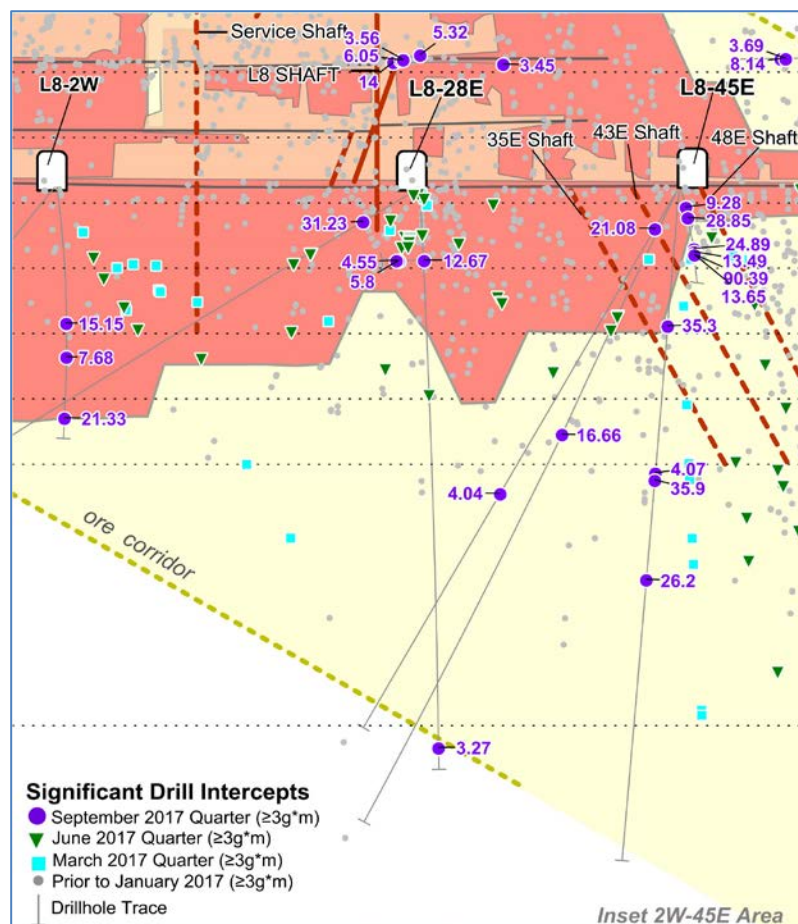 Service Shaft
3.56
6.05
14
5.32
3.45
3.69
8.14
L8 SHAFT
L8-2W
L8-28E
L8-45E
35E Shaft
43E Shaft
48E Shaft
9.28
28.85
31.23
21.08
24.89
13.49
90.39
13.65
4.55
5.8
12.67
15.15
35.3
7.68
21.33
16.66
4.07
35.9
4.04
ore corridor
26.2
3.27
Significant Drill Intercepts
September 2017 Quarter (≥3g*m)
June 2017 Quarter (≥3g*m)
March 2017 Quarter (≥3g*m)
Prior to January 2017 (≥3g*m)
Drillhole Trace
Inset 2W-45E Area